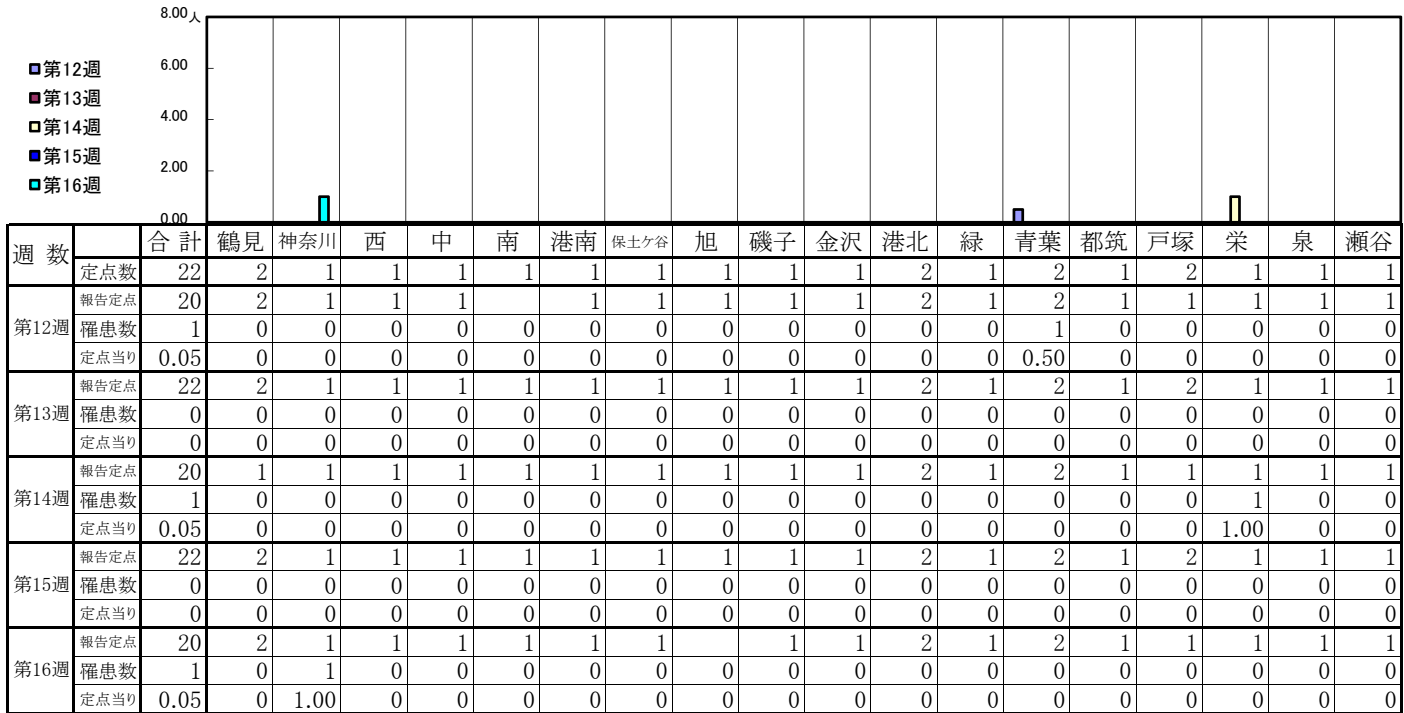 8.00人
6.00
4.00
2.00
0.00
第12週
第13週
第14週
第15週
第16週
週 数 合 計 鶴見 神奈川 西 中 南 港南 保土ケ谷 旭 磯子 金沢 港北 緑 青葉 都筑 戸塚 栄 泉 瀬谷
定点数 22 2 1 1 1 1 1 1 1 1 1 2 1 2 1 2 1 1 1
第12週 報告定点 20 2 1 1 1 1 1 1 1 1 2 1 2 1 1 1 1 1
罹患数 1 0 0 0 0 0 0 0 0 0 0 0 0 1 0 0 0 0 0
定点当り 0.05 0 0 0 0 0 0 0 0 0 0 0 0 0.50 0 0 0 0 0
第13週 報告定点 22 2 1 1 1 1 1 1 1 1 1 2 1 2 1 2 1 1 1
罹患数 0 0 0 0 0 0 0 0 0 0 0 0 0 0 0 0 0 0 0
定点当り 0 0 0 0 0 0 0 0 0 0 0 0 0 0 0 0 0 0 0
第14週 報告定点 20 1 1 1 1 1 1 1 1 1 1 2 1 2 1 1 1 1 1
罹患数 1 0 0 0 0 0 0 0 0 0 0 0 0 0 0 0 1 0 0
定点当り 0.05 0 0 0 0 0 0 0 0 0 0 0 0 0 0 0 1.00 0 0
第15週 報告定点 22 2 1 1 1 1 1 1 1 1 1 2 1 2 1 2 1 1 1
罹患数 0 0 0 0 0 0 0 0 0 0 0 0 0 0 0 0 0 0 0
定点当り 0 0 0 0 0 0 0 0 0 0 0 0 0 0 0 0 0 0 0
第16週 報告定点 20 2 1 1 1 1 1 1 1 1 2 1 2 1 1 1 1 1
罹患数 1 0 1 0 0 0 0 0 0 0 0 0 0 0 0 0 0 0 0
定点当り 0.05 0 1.00 0 0 0 0 0 0 0 0 0 0 0 0 0 0 0 0